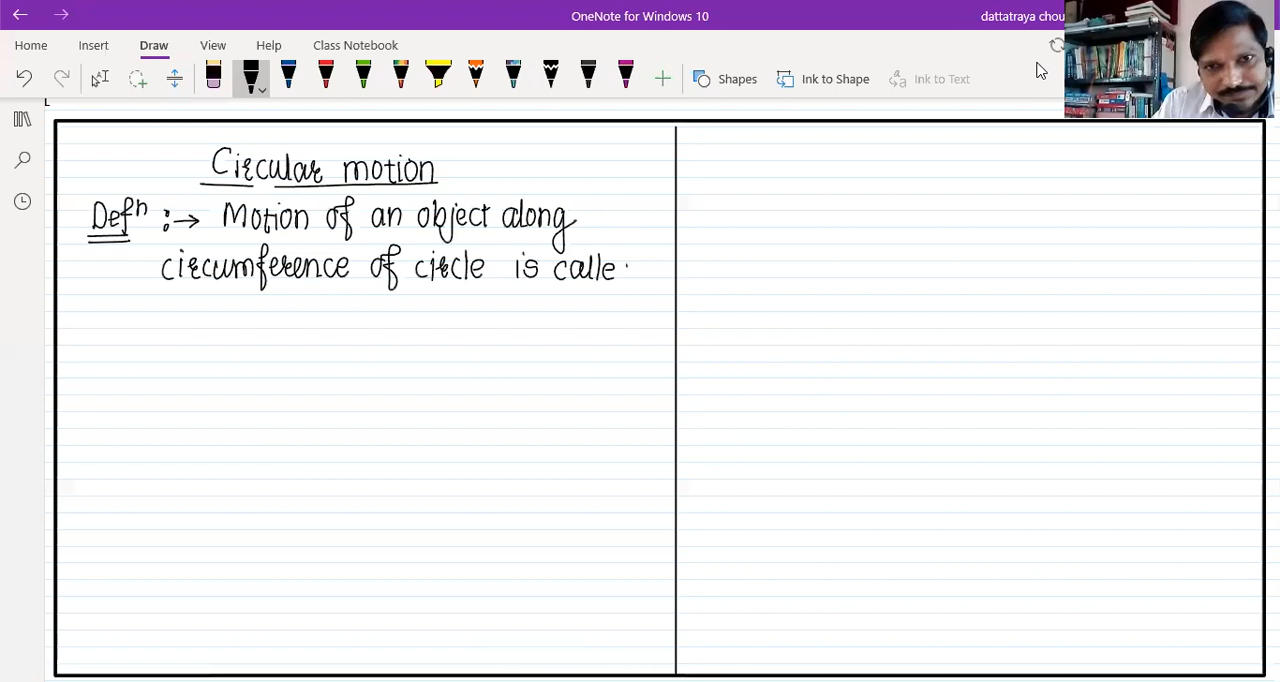 OneNote for Windows 10
dattatraya chou
Home Insert Draw View Help Class Notebook
Shapes Ink to Shape Ink to Text
Circular motion
Defn :→ Motion of an object along
circumference of circle is calle